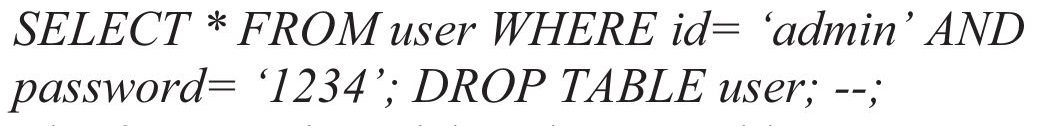 SELECT * FROM user WHERE id= ‘admin’ AND
password= ‘1234’; DROP TABLE user; --;